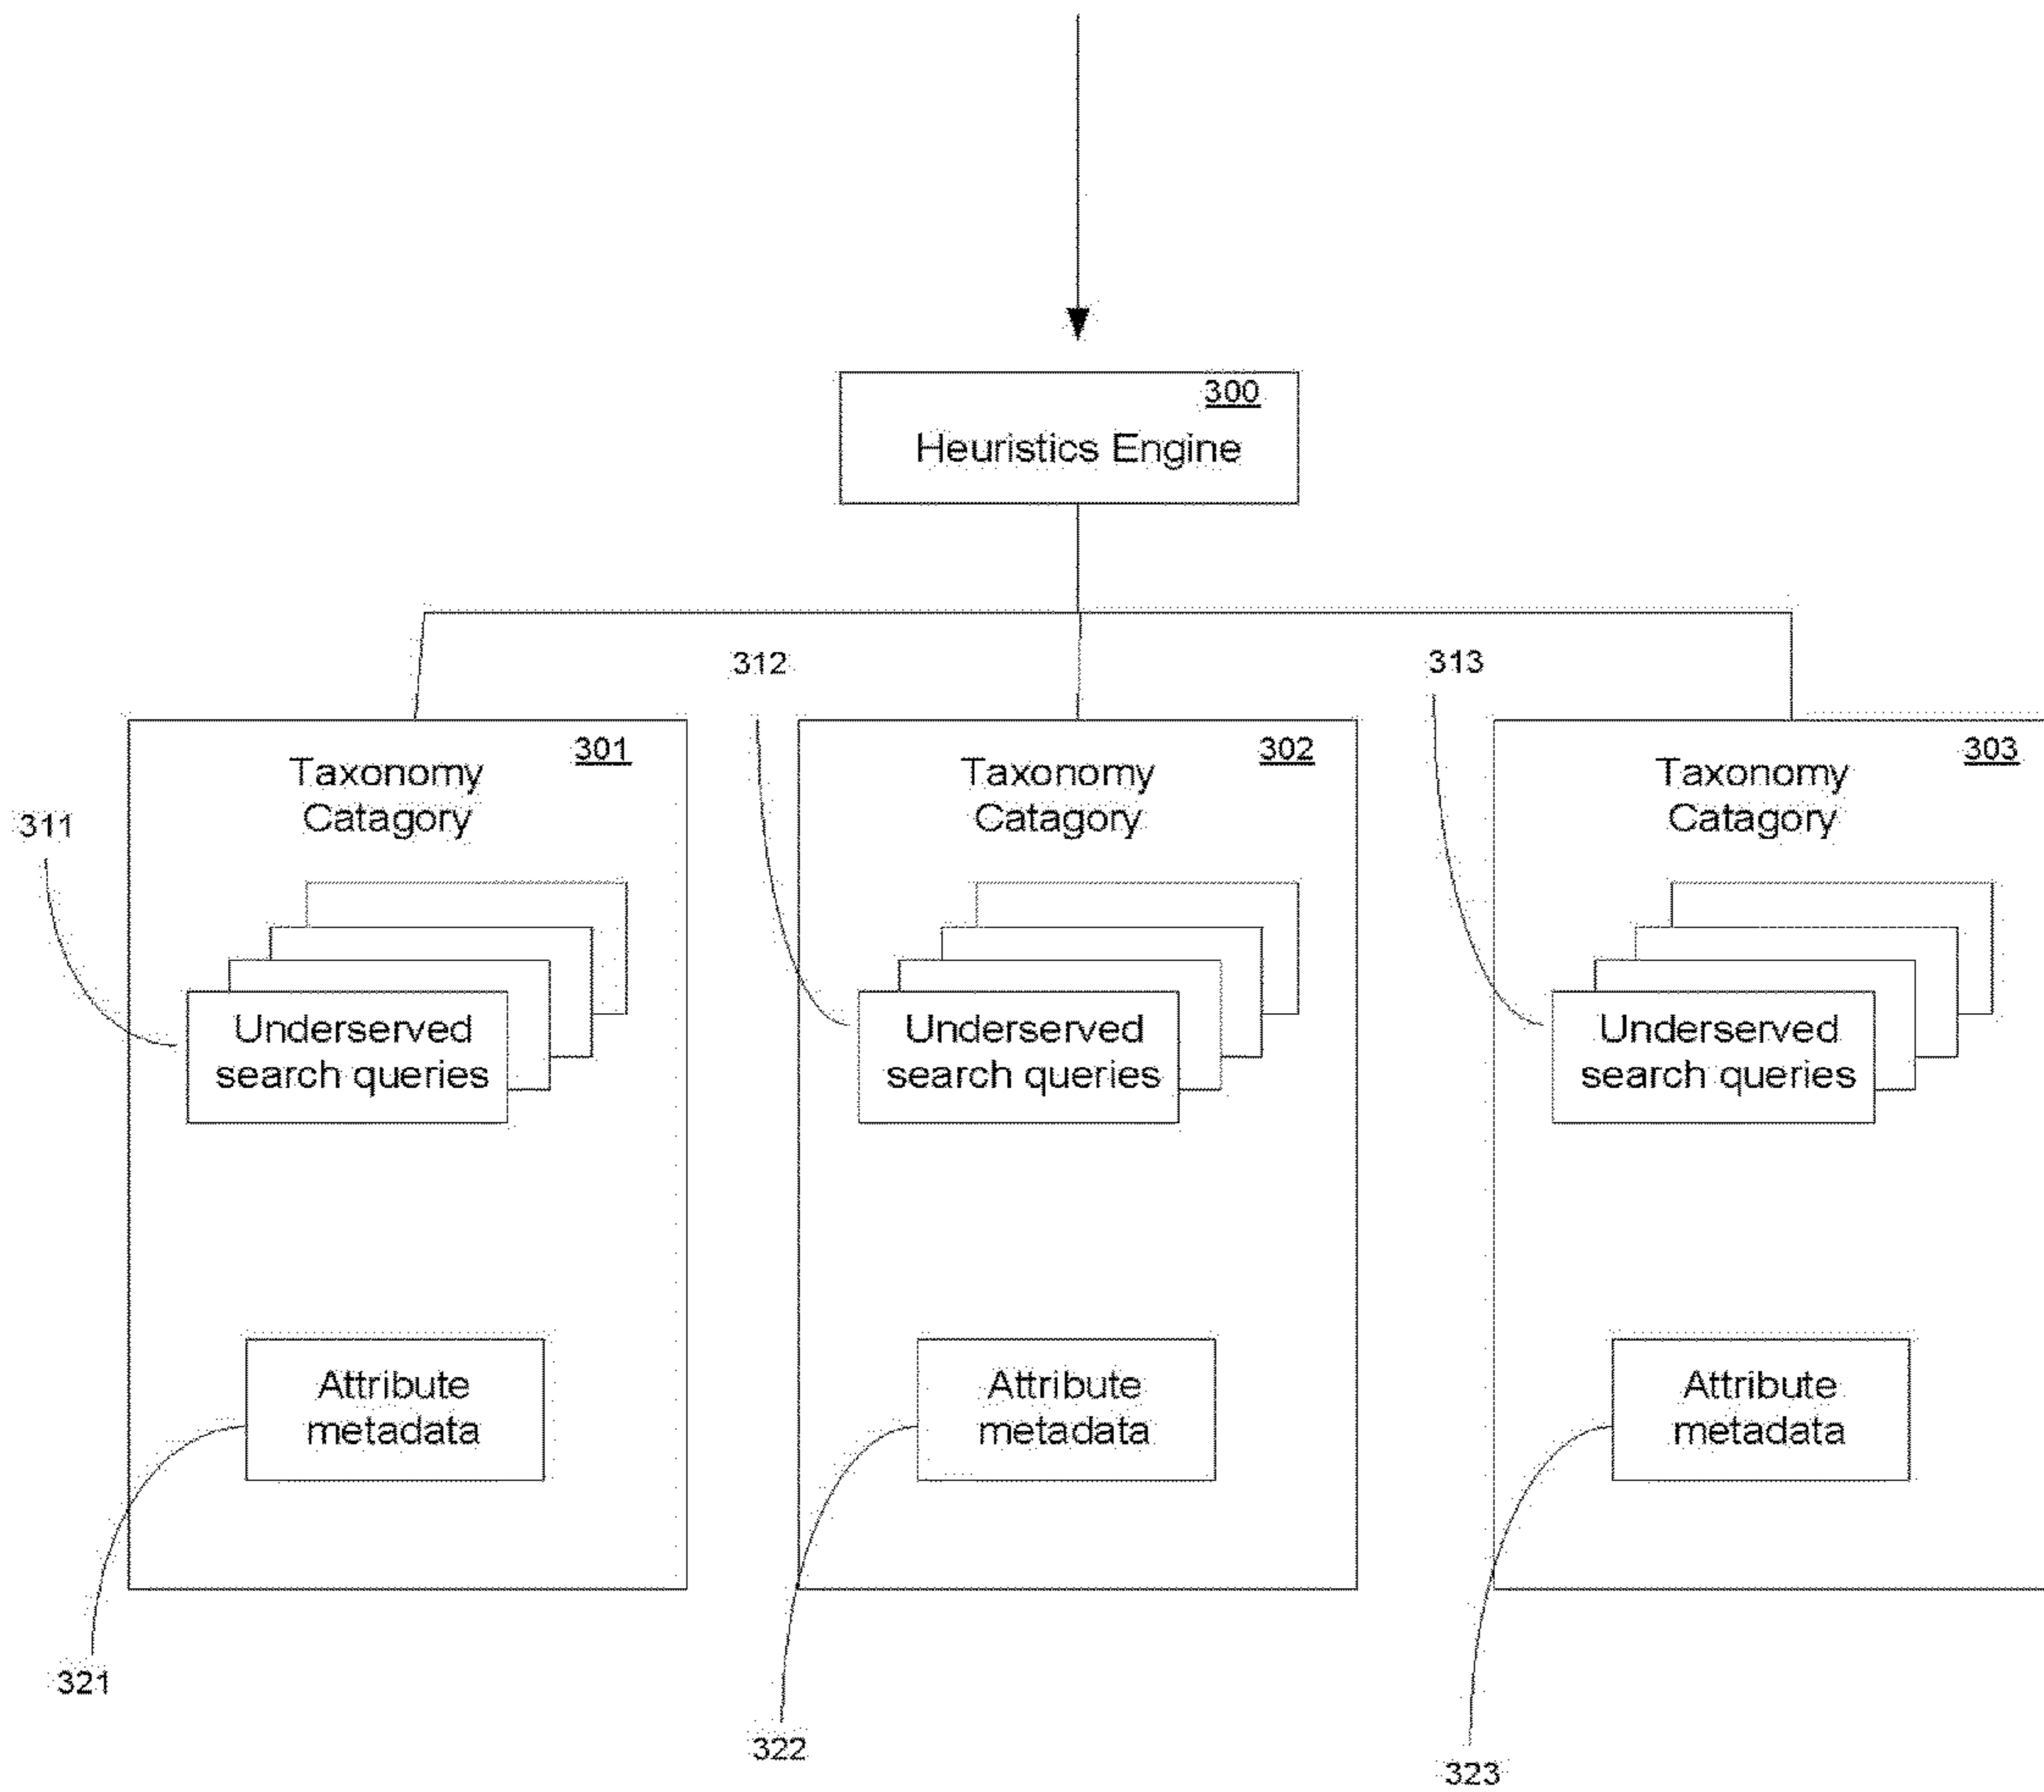 300
Heuristics Engine
312
313
301
Taxonomy
Catagory
302
Taxonomy
Catagory
303
Taxonomy
Catagory
311
Underserved
search queries
Underserved
search queries
Underserved
search queries
Attribute
metadata
Attribute
metadata
Attribute
metadata
321
322
323